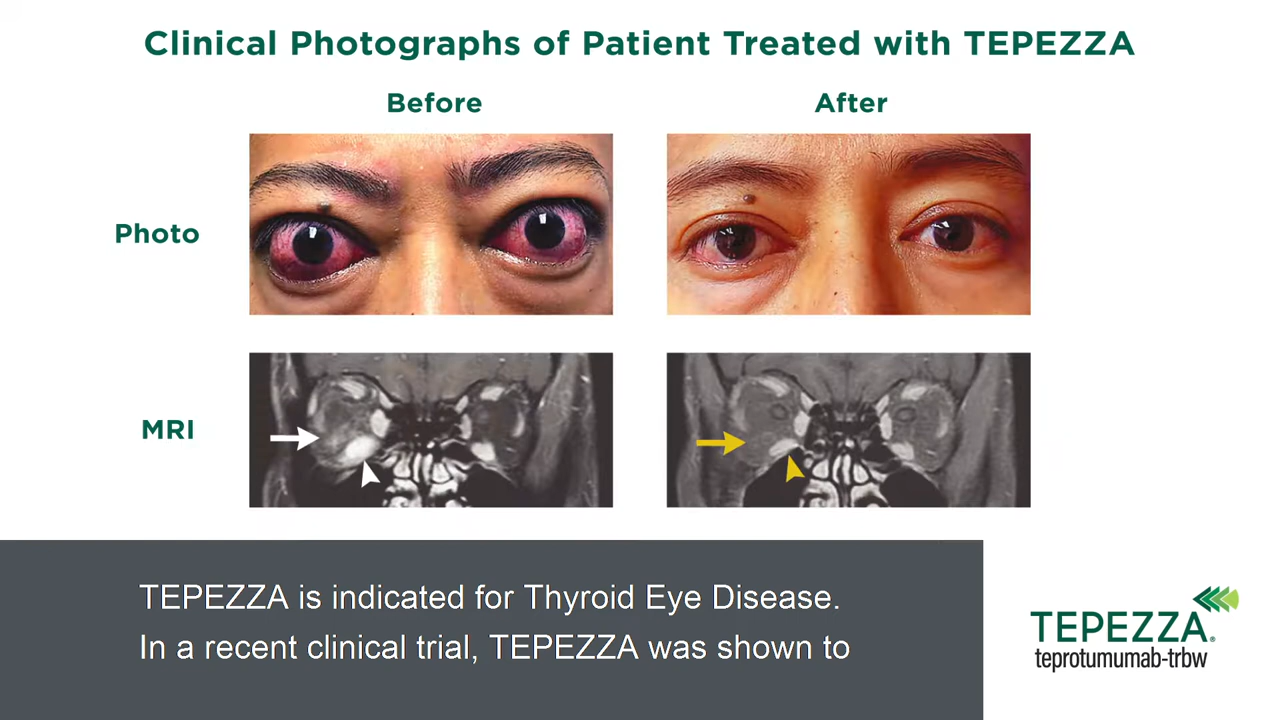 Clinical Photographs of Patient Treated with TEPEZZA
Before
After
Photo
MRI
TEPEZZA is indicated for Thyroid Eye Disease.
In a recent clinical trial, TEPEZZA was shown to
TEPEZZA®
teprotumumab-trbw